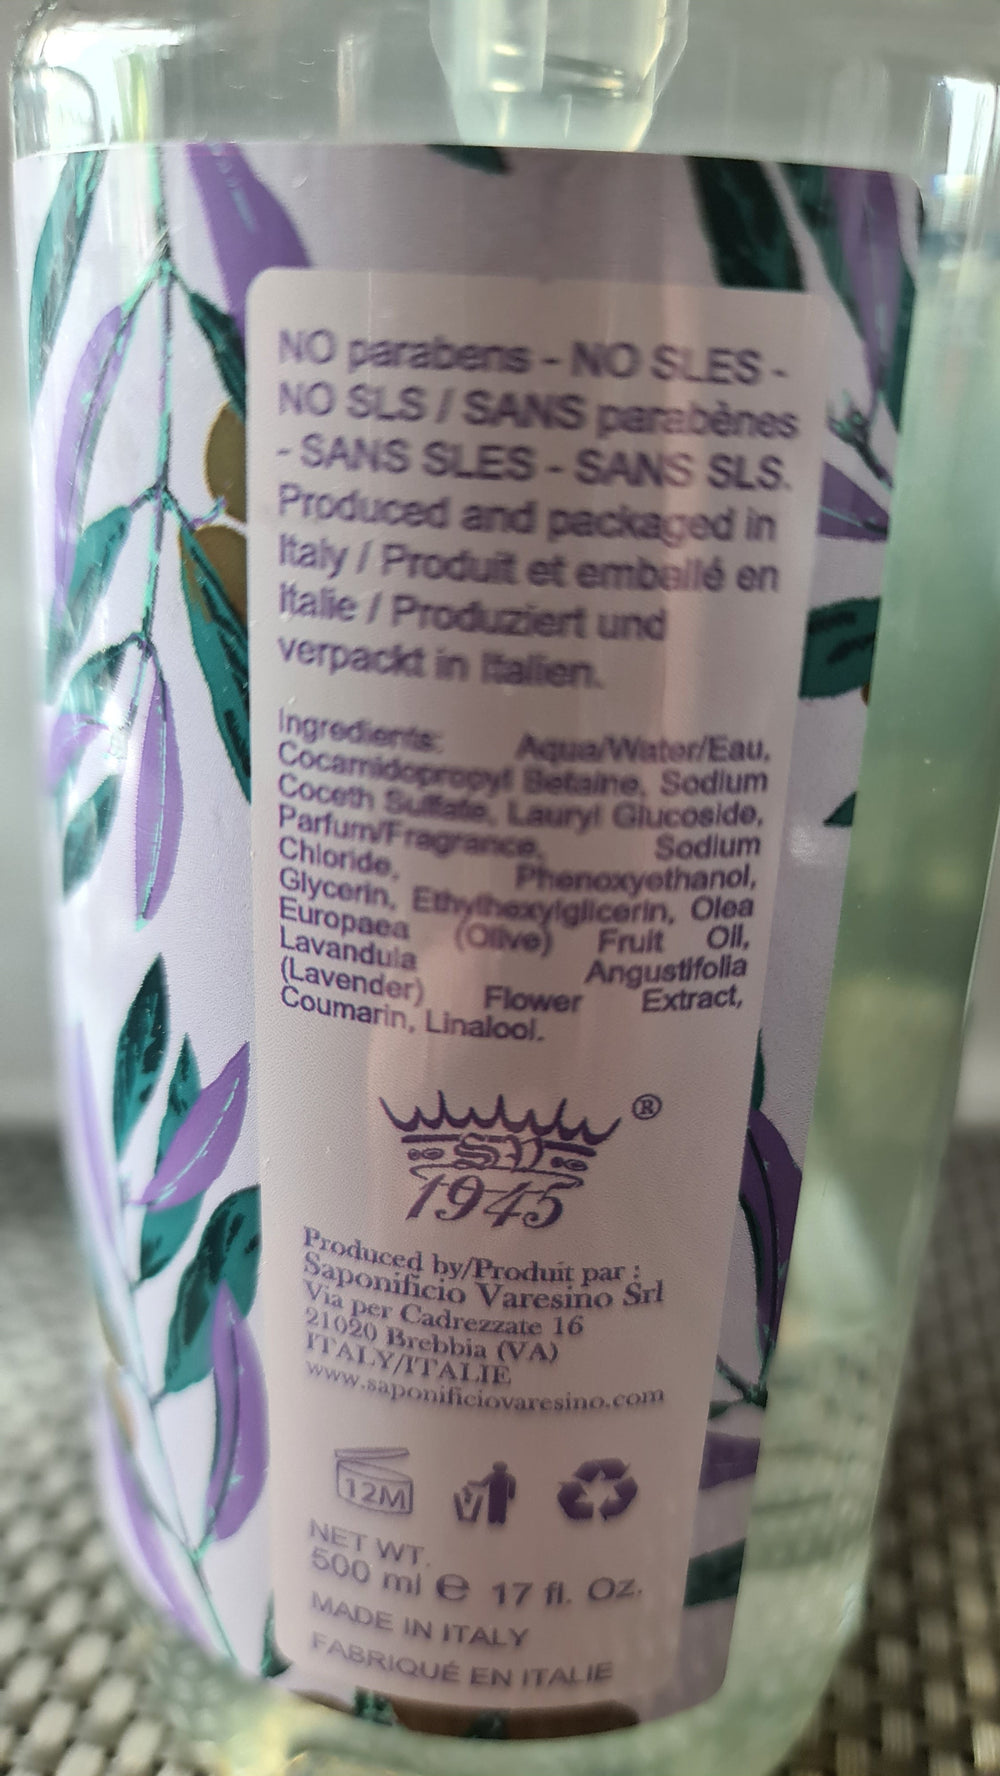 NO parabens - NO SLES -
NO SLS / SANS parabènes
- SANS SLES - SANS SLS.
Produced and packaged in
Italy / Produit et emballé en
Italie / Produziert und
verpackt in Italien.
Ingredients: Aqua/Water/Eau,
Cocamidopropyl Betaine, Sodium
Coceth Sulfate, Lauryl Glucoside,
Parfum/Fragrance, Sodium
Chloride, Phenoxyethanol,
Glycerin, Ethylhexylglicerin, Olea
Europaea (Olive) Fruit Oil,
Lavandula Angustifolia
(Lavender) Flower Extract,
Coumarin, Linalool.
®
SV
1945
Produced by/Produit par :
Saponificio Varesino Srl
Via per Cadrezzate 16
21020 Brebbia (VA)
ITALY/ITALIE
www.saponificiovaresino.com
12M
NET WT.
500 ml e 17 fl. Oz.
MADE IN ITALY
FABRIQUÉ EN ITALIE